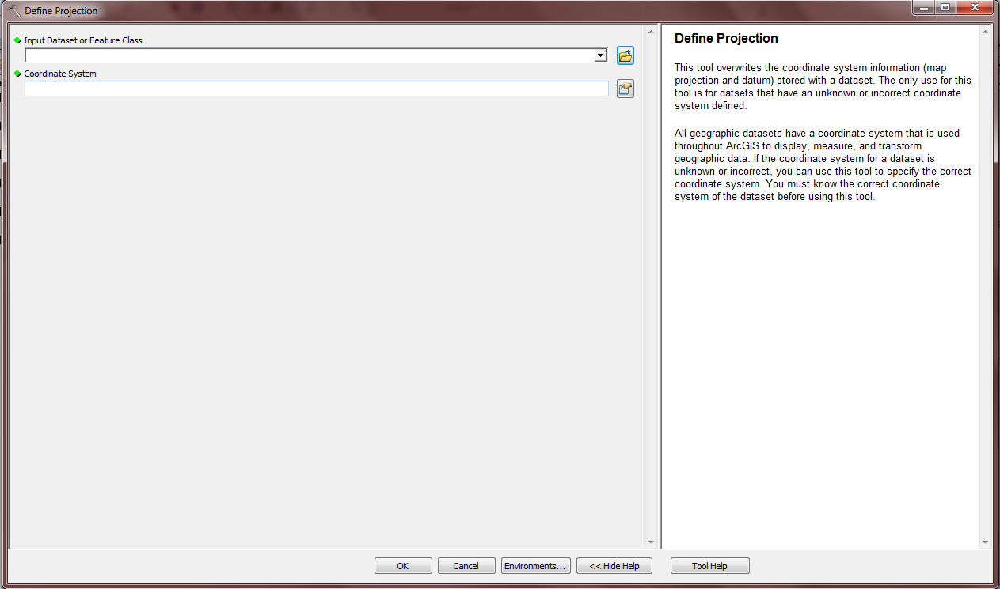 Define Projection
Input Dataset or Feature Class
Coordinate System
Define Projection
This tool overwrites the coordinate system information (map
projection and datum) stored with a dataset. The only use for this
tool is for datsets that have an unknown or incorrect coordinate
system defined.
All geographic datasets have a coordinate system that is used
throughout ArcGIS to display, measure, and transform
geographic data. If the coordinate system for a dataset is
unknown or incorrect, you can use this tool to specify the correct
coordinate system. You must know the correct coordinate
system of the dataset before using this tool.
OK
Cancel
Environments...
<< Hide Help
Tool Help